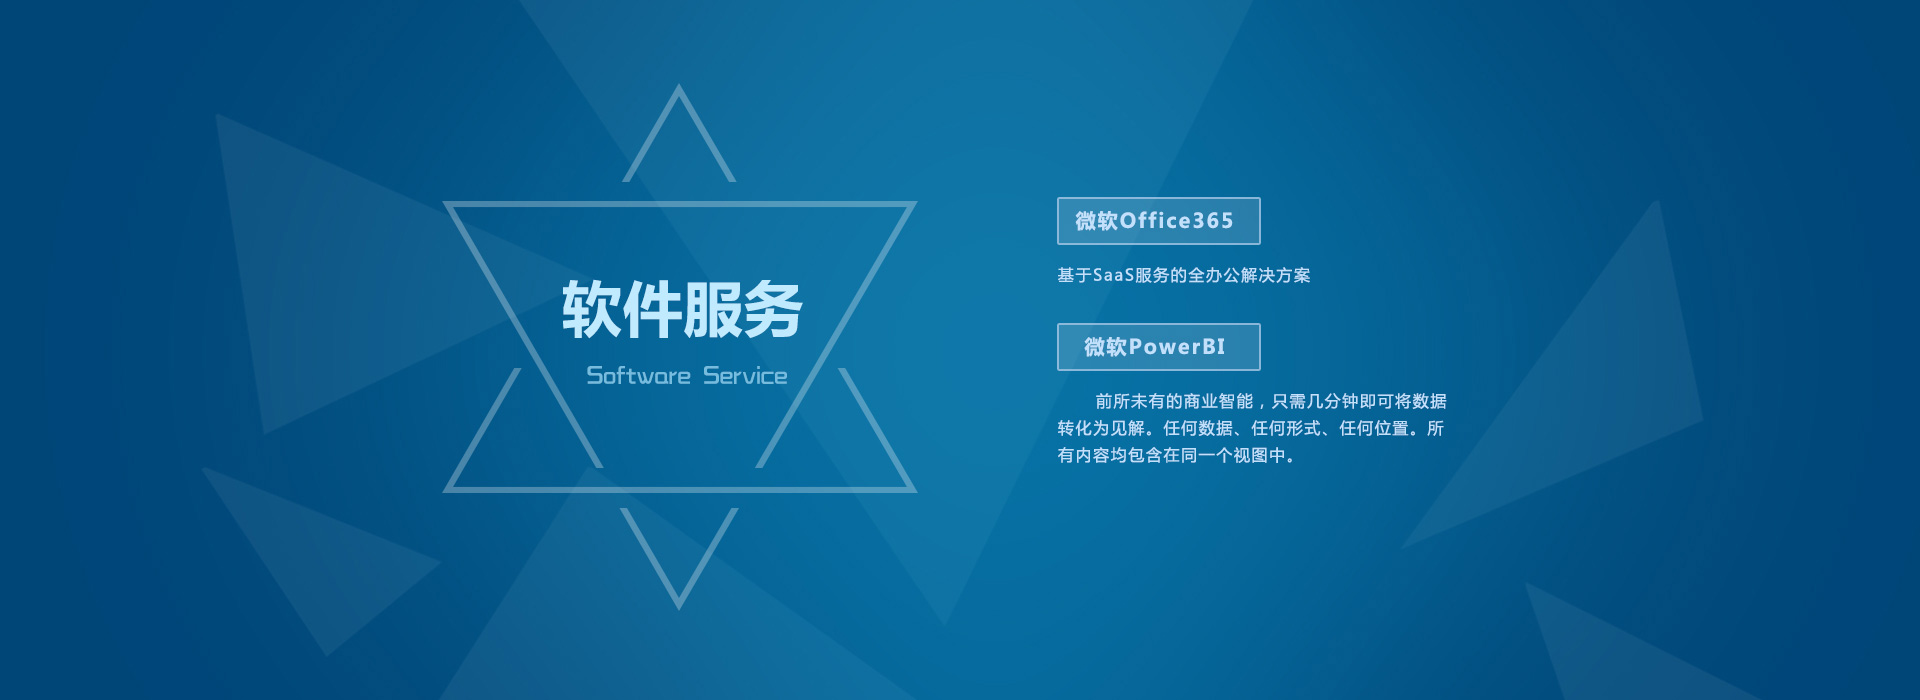 软件服务
Software Service
微软Office365
基于SaaS服务的全办公解决方案
微软PowerBI
前所未有的商业智能，只需几分钟即可将数据
转化为见解。任何数据、任何形式、任何位置。所
有内容均包含在同一个视图中。